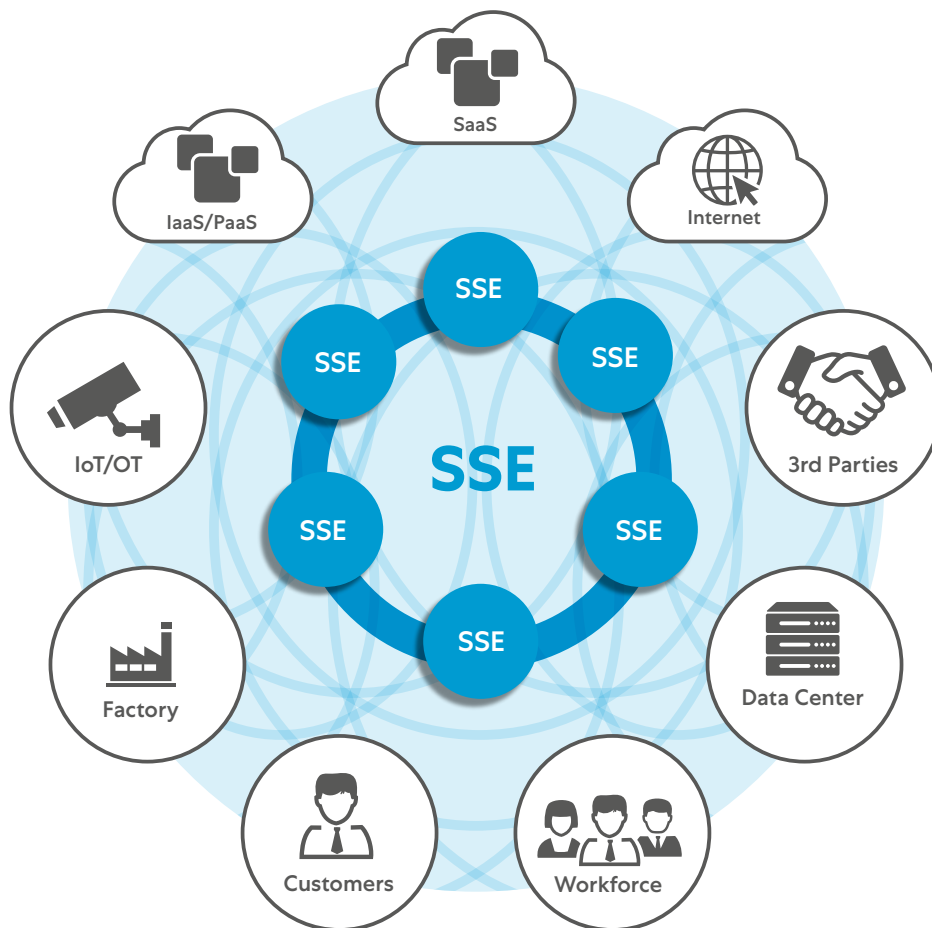 SaaS
IaaS/PaaS
Internet
SSE
SSE
SSE
IoT/OT
SSE
3rd Parties
SSE
SSE
SSE
Factory
Data Center
Customers
Workforce